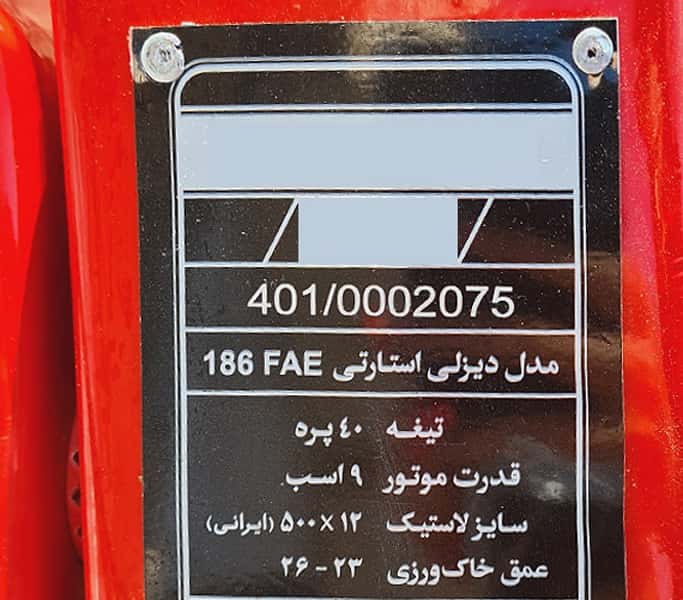 401/0002075
مدل دیزلی استارتی 186 FAE
تیغه ۴۰ پره
قدرت موتور ۹ اسب
سایز لاستیک ۱۲×۵۰۰ (ایرانی)
عمق خاک‌ورزی ۲۳ - ۲۶